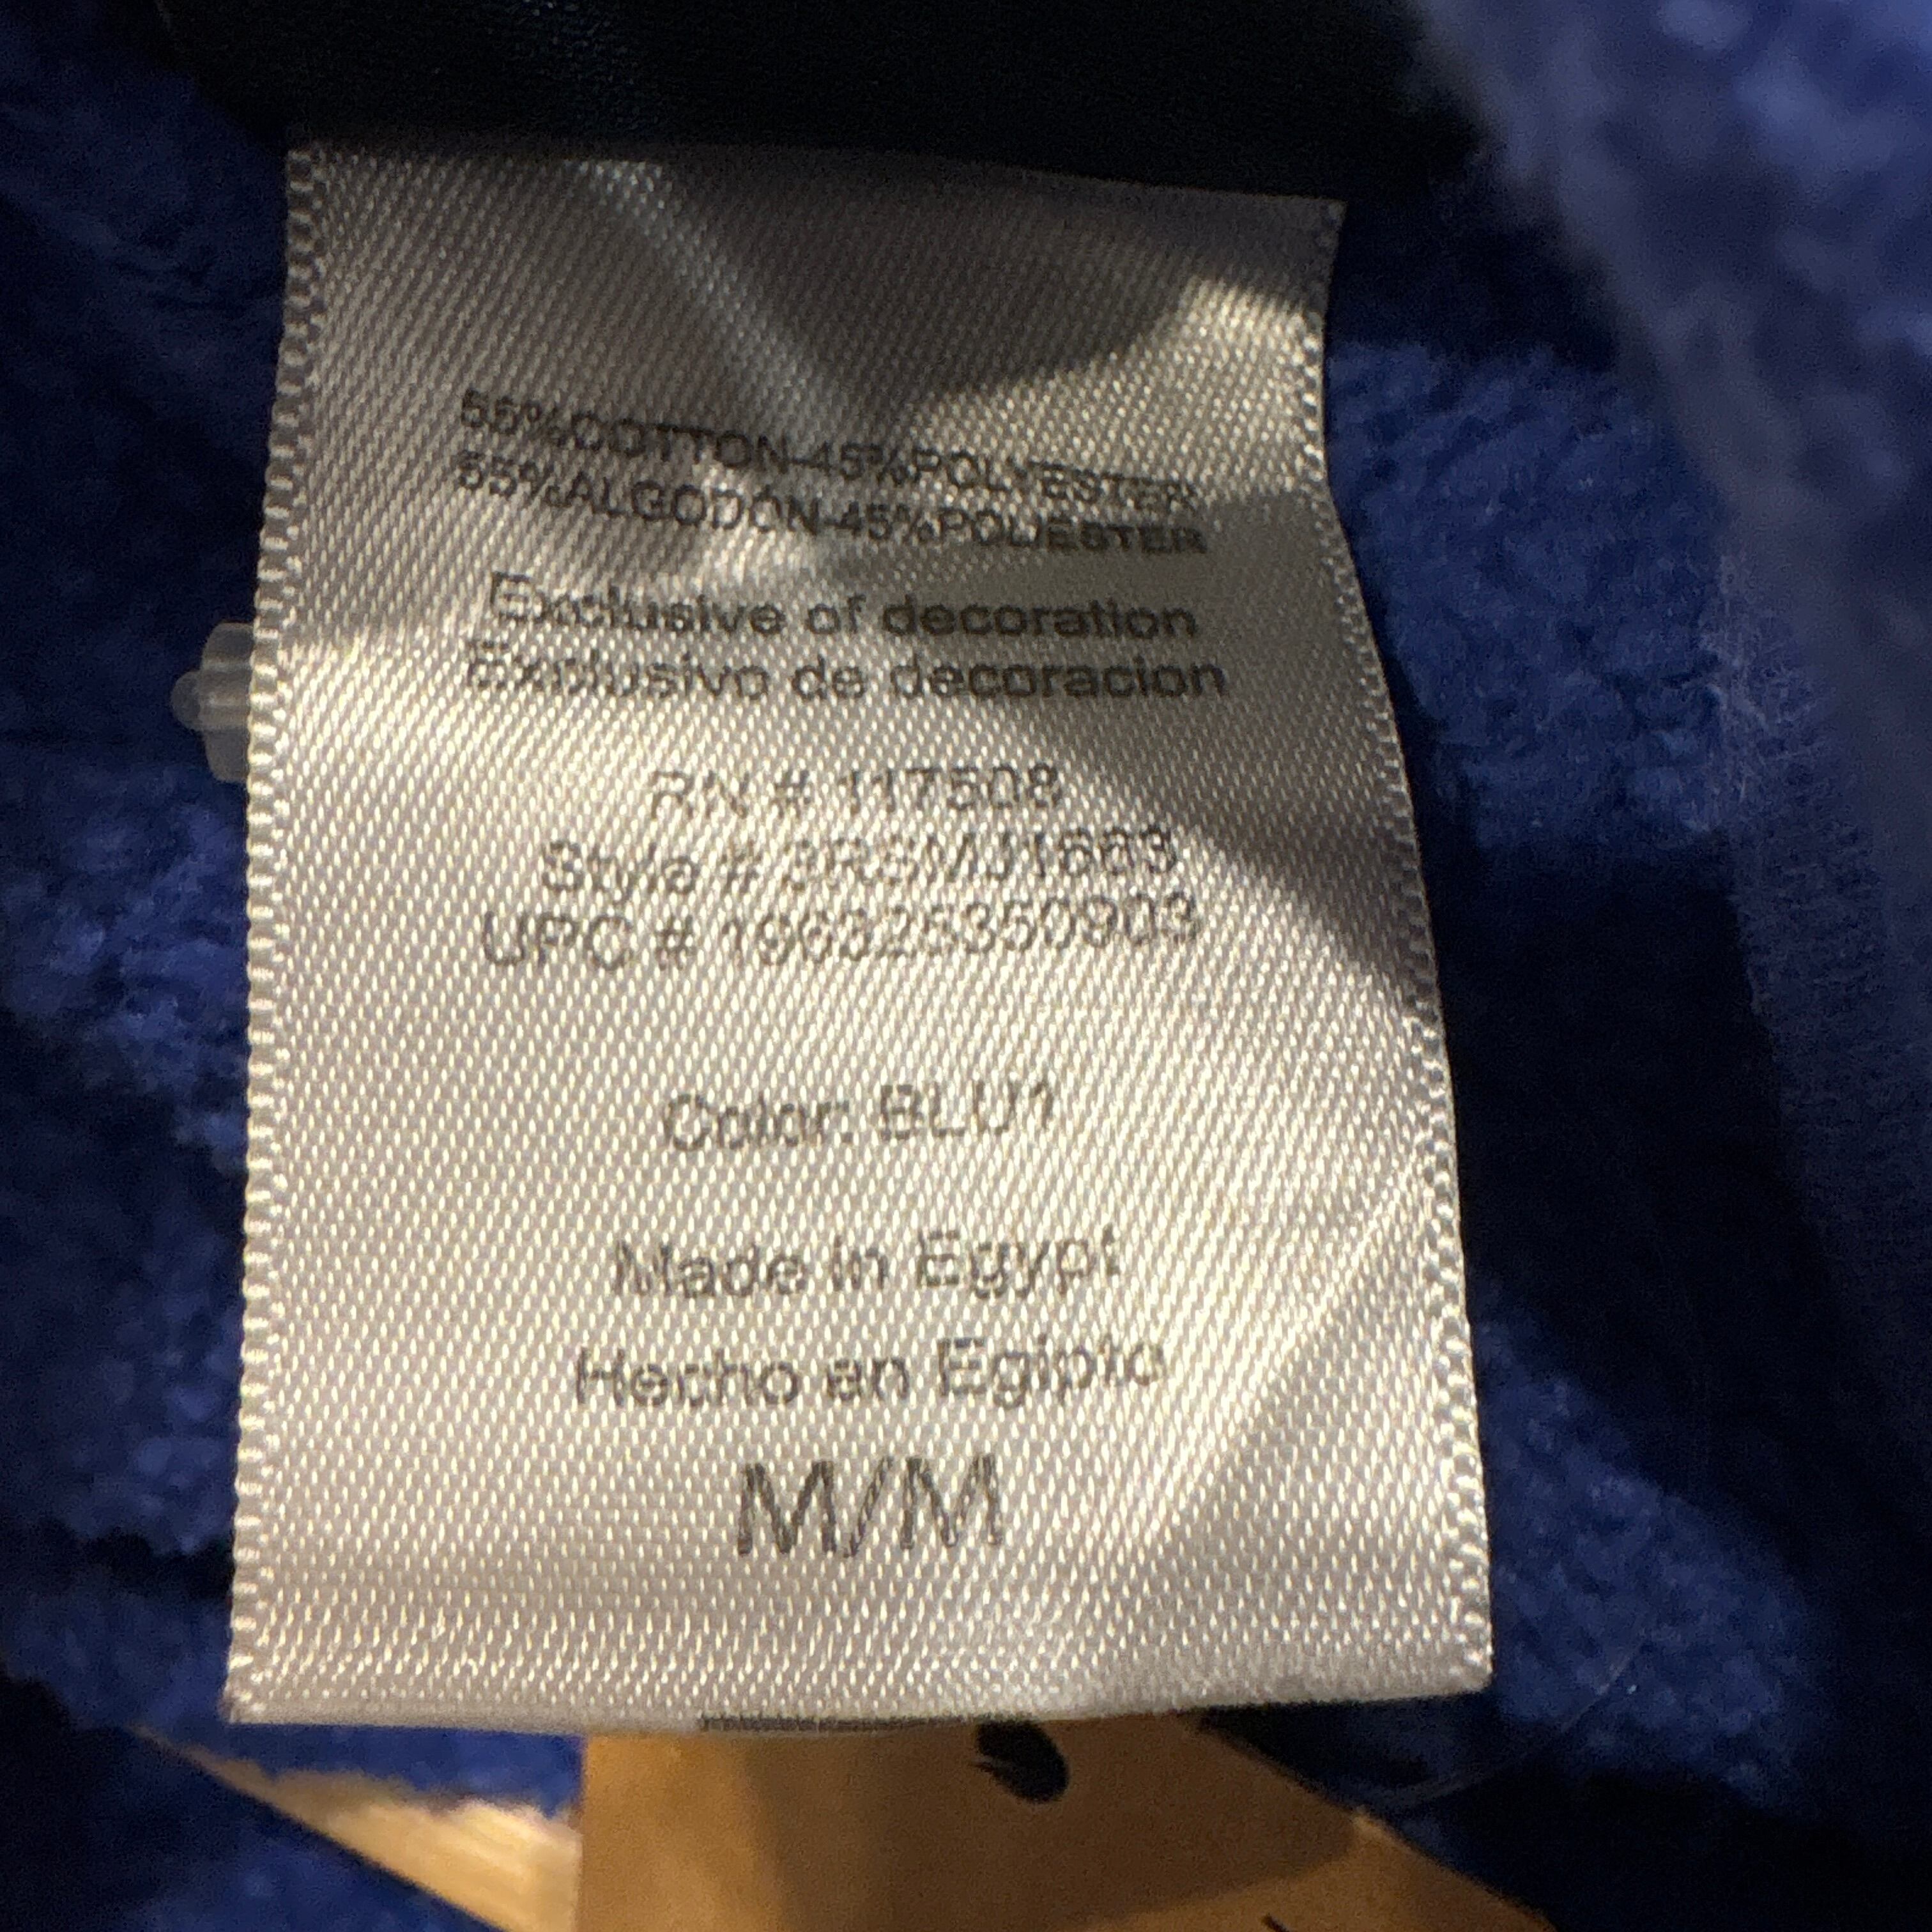 55%COTTON-45%POLYESTER
55%ALGODÓN-45%POLIESTER
Exclusive of decoration
Exclusivo de decoracion
RN # 117508
Style # 3RSMJ1663
UPC # 196325350903
Color: BLU1
Made in Egypt
Hecho en Egipto
M/M